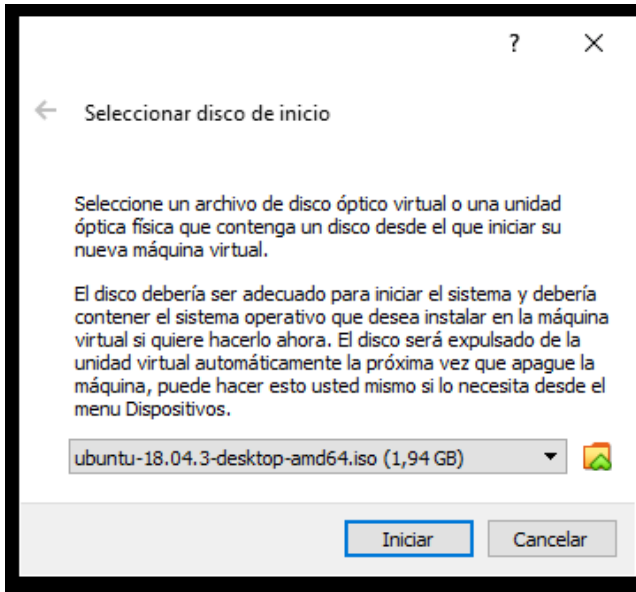 ?
Seleccionar disco de inicio
Seleccione un archivo de disco óptico virtual o una unidad
óptica física que contenga un disco desde el que iniciar su
nueva máquina virtual.
El disco debería ser adecuado para iniciar el sistema y debería
contener el sistema operativo que desea instalar en la máquina
virtual si quiere hacerlo ahora. El disco será expulsado de la
unidad virtual automáticamente la próxima vez que apague la
máquina, puede hacer esto usted mismo si lo necesita desde el
menu Dispositivos.
ubuntu-18.04.3-desktop-amd64.iso (1,94 GB)
Iniciar Cancelar